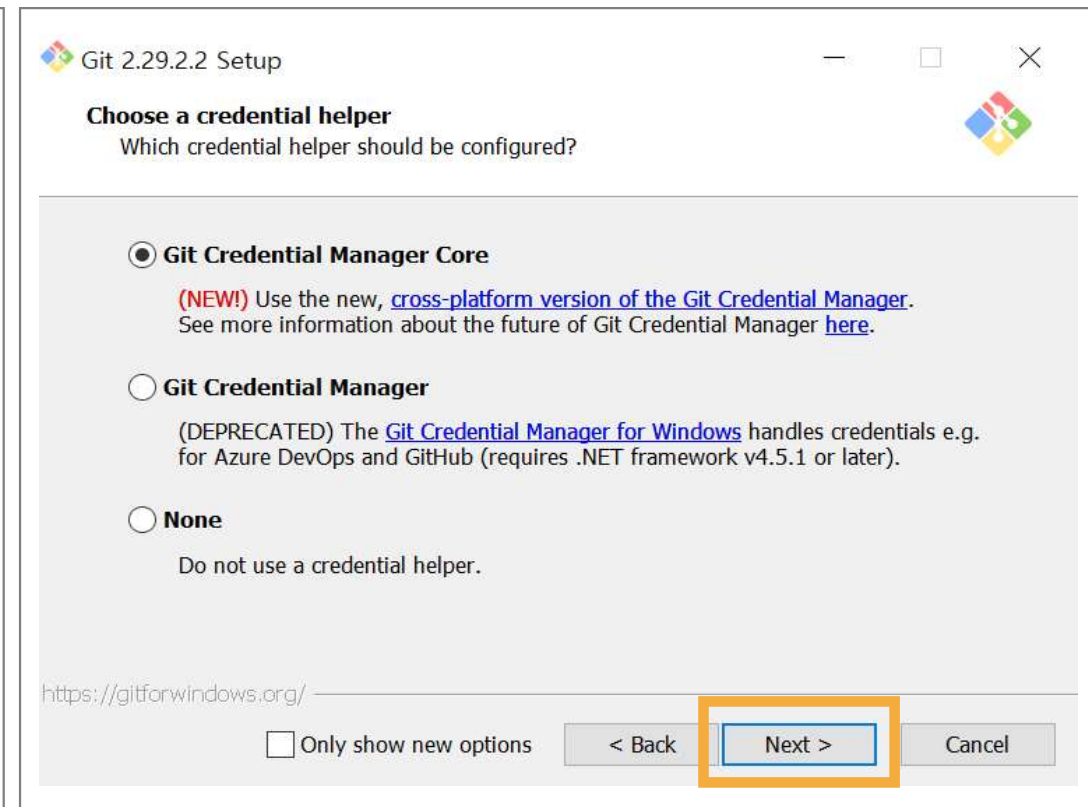 Git 2.29.2.2 Setup
Choose a credential helper
Which credential helper should be configured?
Git Credential Manager Core
(NEW!) Use the new, cross-platform version of the Git Credential Manager.
See more information about the future of Git Credential Manager here.
Git Credential Manager
(DEPRECATED) The Git Credential Manager for Windows handles credentials e.g.
for Azure DevOps and GitHub (requires .NET framework v4.5.1 or later).
None
Do not use a credential helper.
https://gitforwindows.org/
Only show new options < Back Next > Cancel